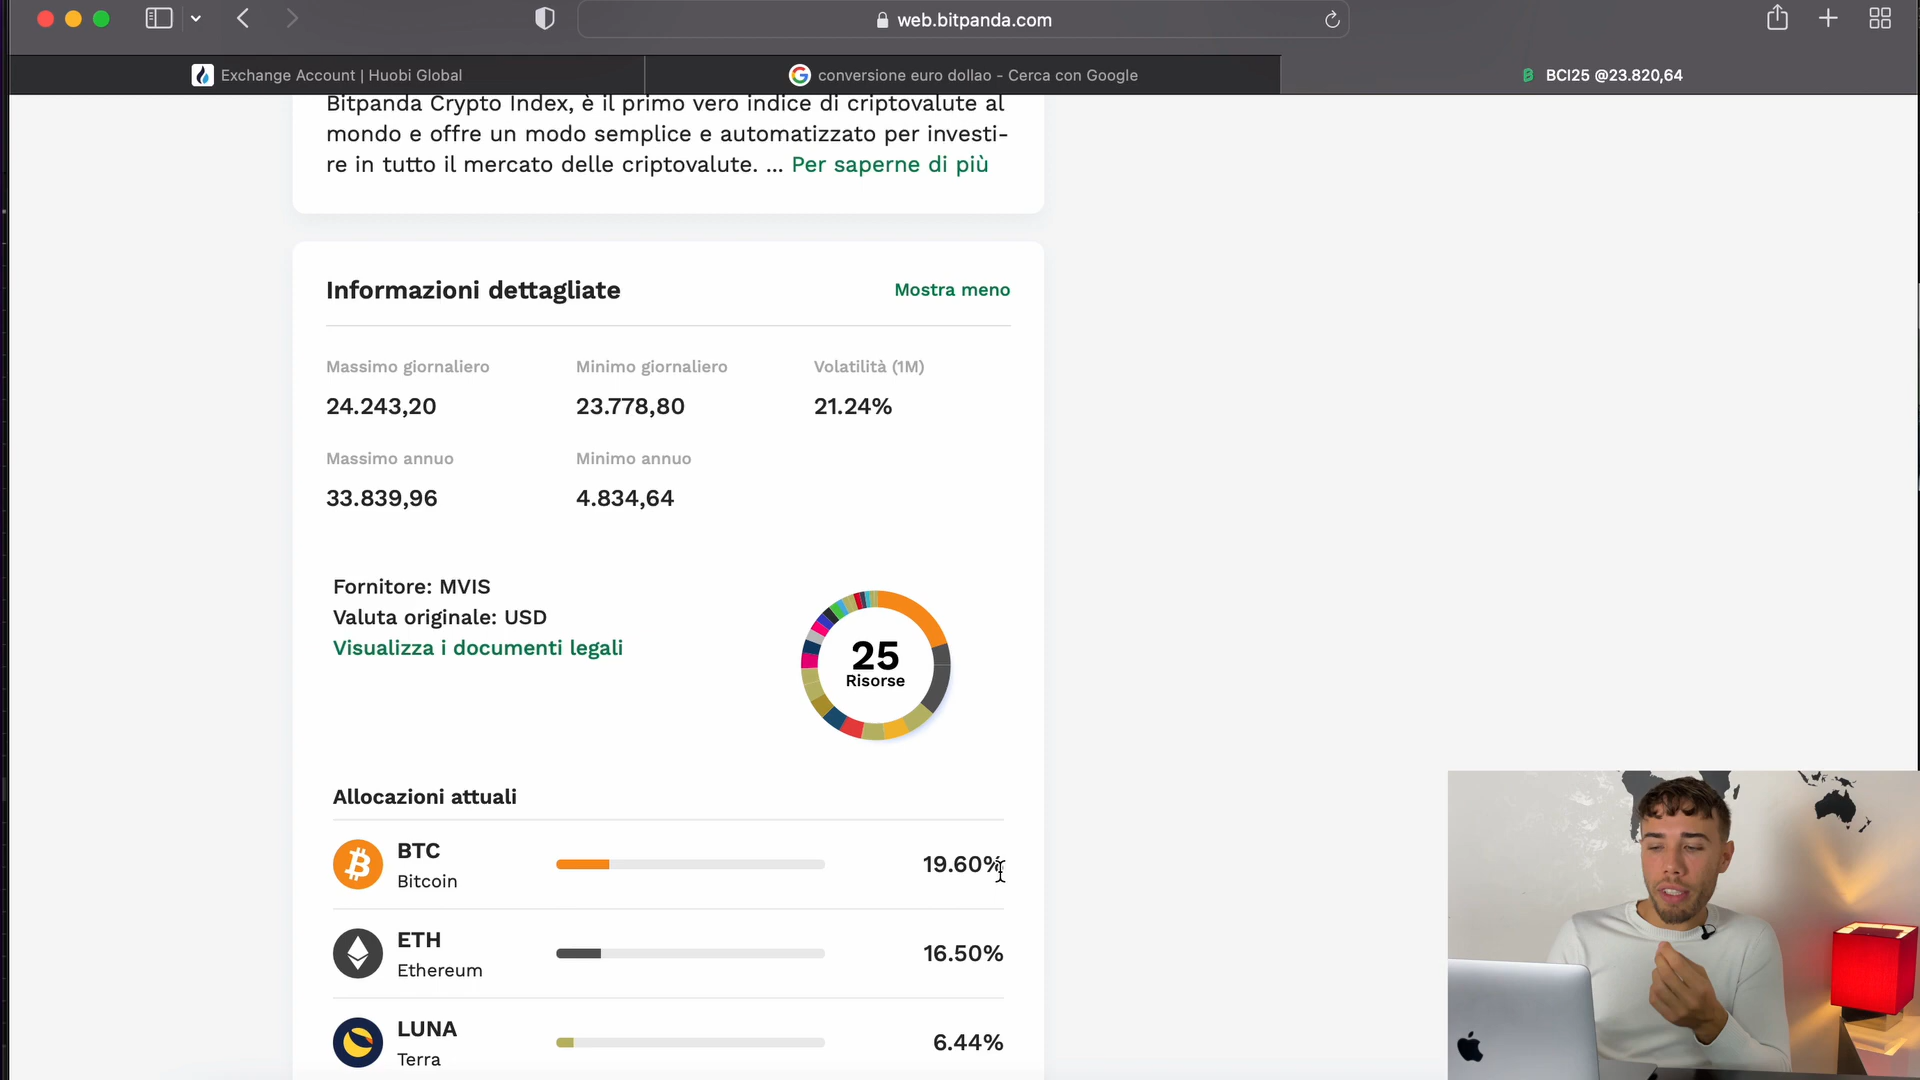 web.bitpanda.com
Exchange Account | Huobi Global
conversione euro dollao - Cerca con Google
BCI25 @23.820,64
Bitpanda Crypto Index, è il primo vero indice di criptovalute al
mondo e offre un modo semplice e automatizzato per investi-
re in tutto il mercato delle criptovalute. ... Per saperne di più
Informazioni dettagliate
Mostra meno
Massimo giornaliero
Minimo giornaliero
Volatilità (1M)
24.243,20
23.778,80
21.24%
Massimo annuo
Minimo annuo
33.839,96
4.834,64
Fornitore: MVIS
Valuta originale: USD
Visualizza i documenti legali
25
Risorse
Allocazioni attuali
BTC
Bitcoin
19.60%
ETH
Ethereum
16.50%
LUNA
Terra
6.44%